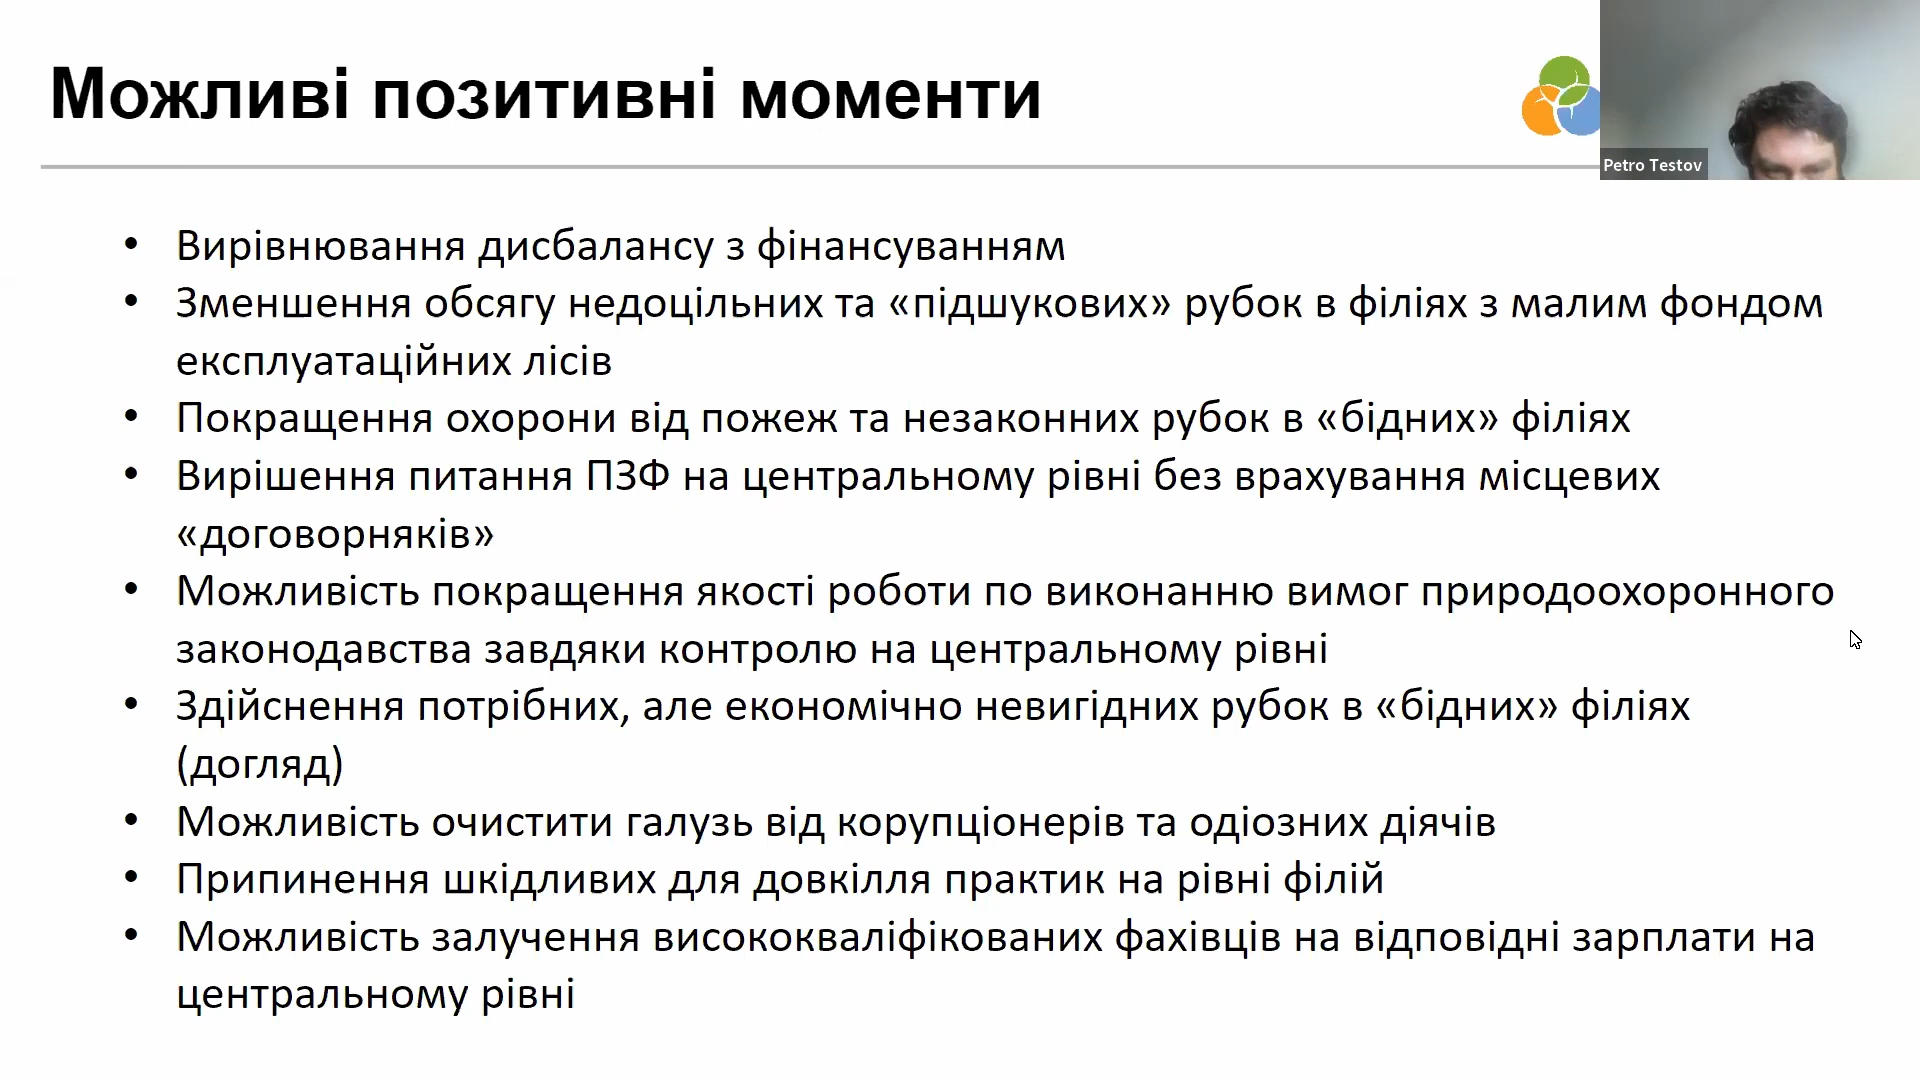 Можливі позитивні моменти
Petro Testov
• Вирівнювання дисбалансу з фінансуванням
• Зменшення обсягу недоцільних та «підшукових» рубок в філіях з малим фондом
експлуатаційних лісів
• Покращення охорони від пожеж та незаконних рубок в «бідних» філіях
• Вирішення питання ПЗФ на центральному рівні без врахування місцевих
«договорняків»
• Можливість покращення якості роботи по виконанню вимог природоохоронного
законодавства завдяки контролю на центральному рівні
• Здійснення потрібних, але економічно невигідних рубок в «бідних» філіях
(догляд)
• Можливість очистити галузь від корупціонерів та одіозних діячів
• Припинення шкідливих для довкілля практик на рівні філій
• Можливість залучення висококваліфікованих фахівців на відповідні зарплати на
центральному рівні